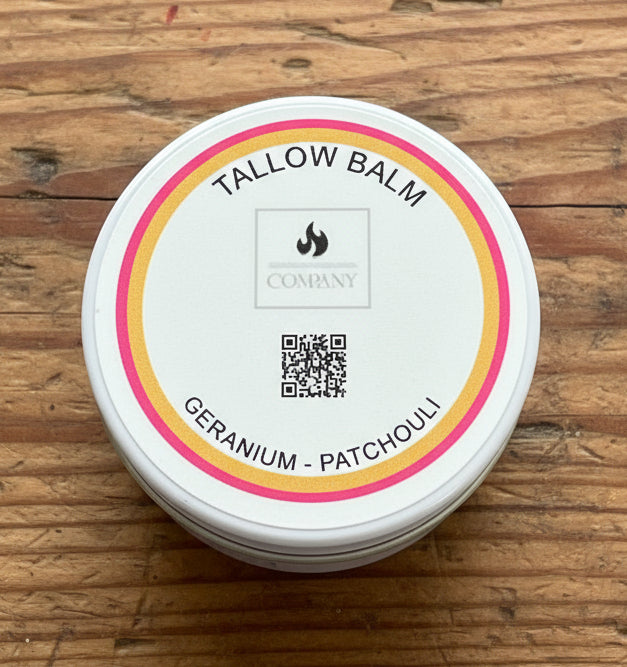 TALLOW BALM
COMPANY
GERANIUM - PATCHOULI